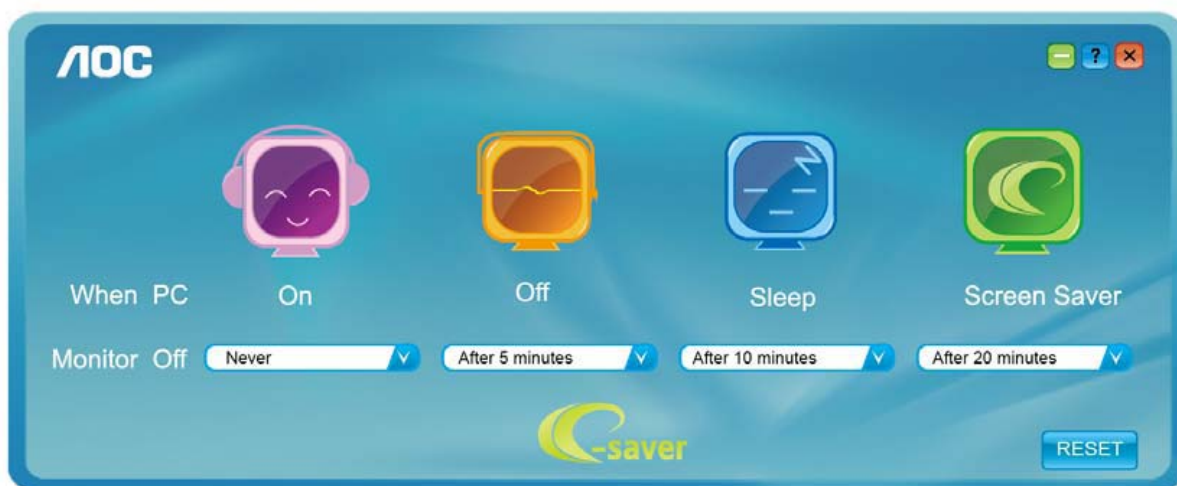 AOC
?
When PC On Off Sleep Screen Saver
Monitor Off Never After 5 minutes After 10 minutes After 20 minutes
e-saver
RESET